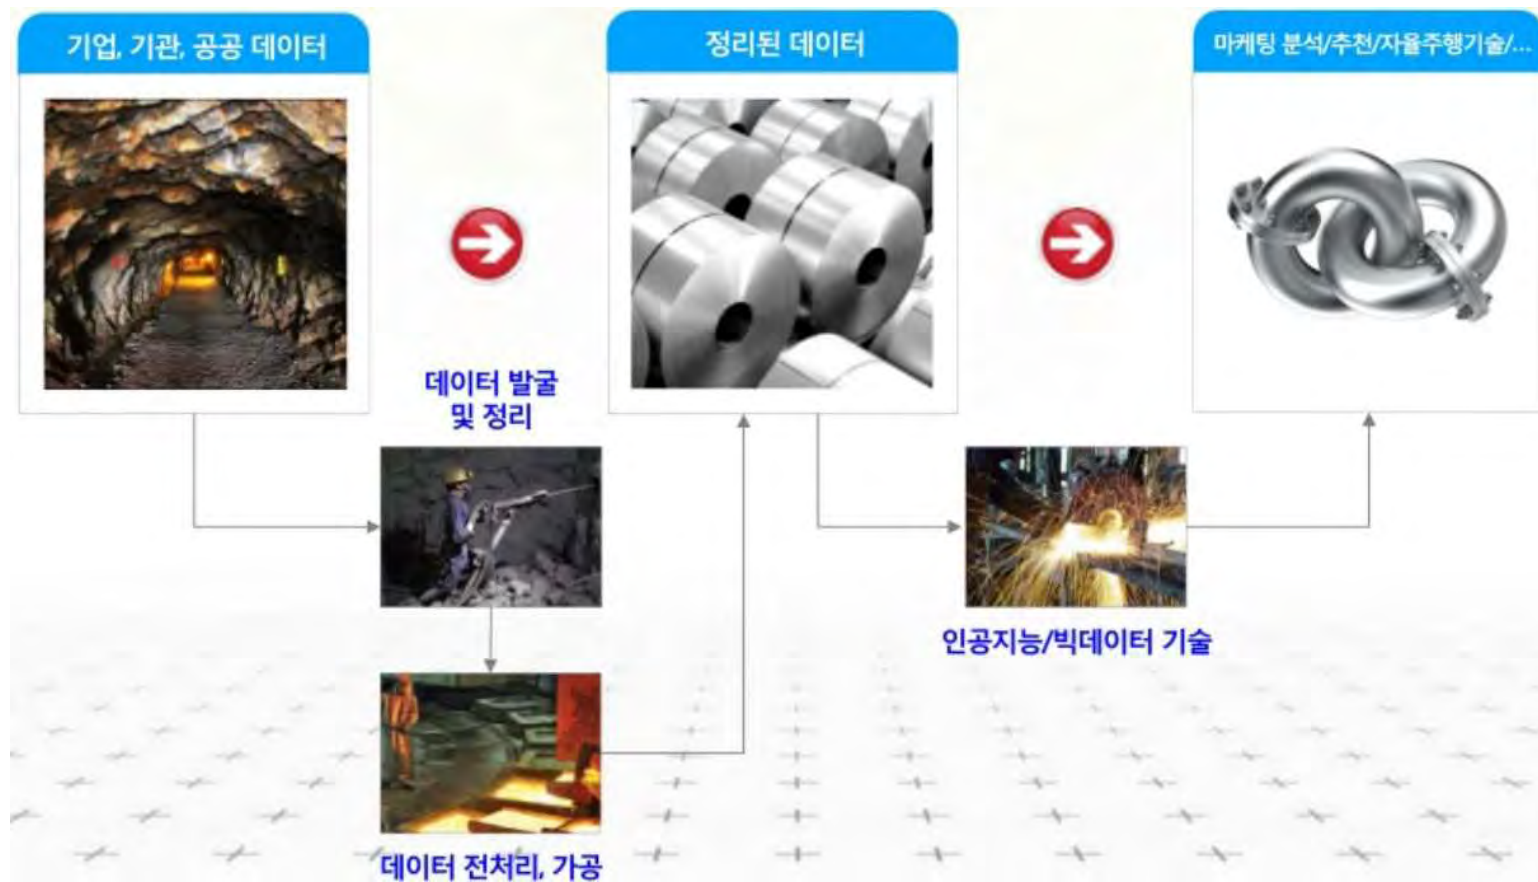 기업, 기관, 공공 데이터
정리된 데이터
마케팅 분석/추천/자율주행기술/...
데이터 발굴
및 정리
인공지능/빅데이터 기술
데이터 전처리, 가공